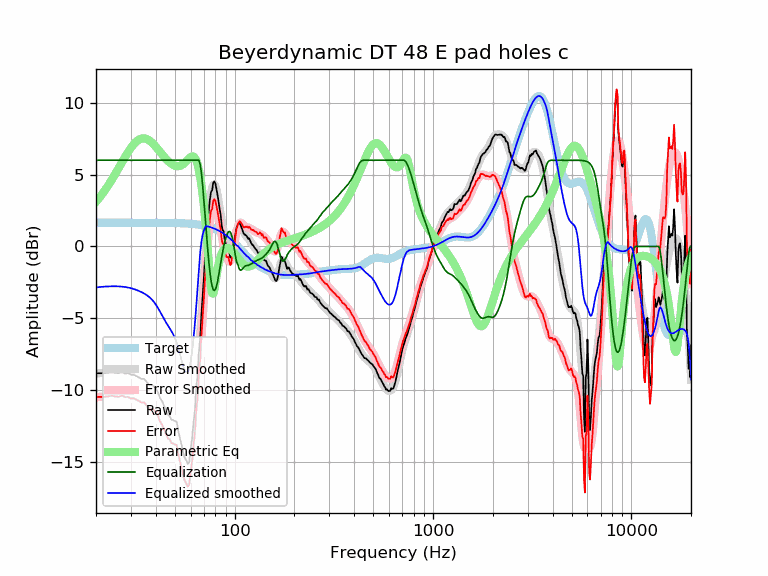 Beyerdynamic DT 48 E pad holes c
Amplitude (dBr)
10
5
0
−5
−10
−15
Target
Raw Smoothed
Error Smoothed
Raw
Error
Parametric Eq
Equalization
Equalized smoothed
100
1000
10000
Frequency (Hz)